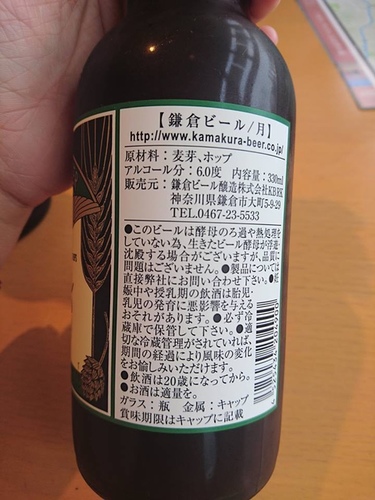 【鎌倉ビール/月】
http://www.kamakura-beer.co.jp/
原材料：麦芽、ホップ
アルコール分：6.0度 内容量：330ml
販売元：鎌倉ビール醸造株式会社KBRK
神奈川県鎌倉市大町5-9-29
TEL.0467-23-5533
●このビールは酵母のろ過や熱処理を
していない為、生きたビール酵母が浮遊・
沈殿する場合がございますが、品質に
問題はございません。●製品については
直接弊社にお問い合わせ下さい。●妊
娠中や授乳期の飲酒は胎児・
乳児の発育に悪影響を与える
おそれがあります。●必ず冷
蔵庫で保管して下さい。●適
切な冷蔵管理がされていれば、
期間の経過により風味の変化
をお愉しみいただけます。
●飲酒は20歳になってから。
●お酒は適量を。
ガラス：瓶 金属：キャップ
賞味期限はキャップに記載